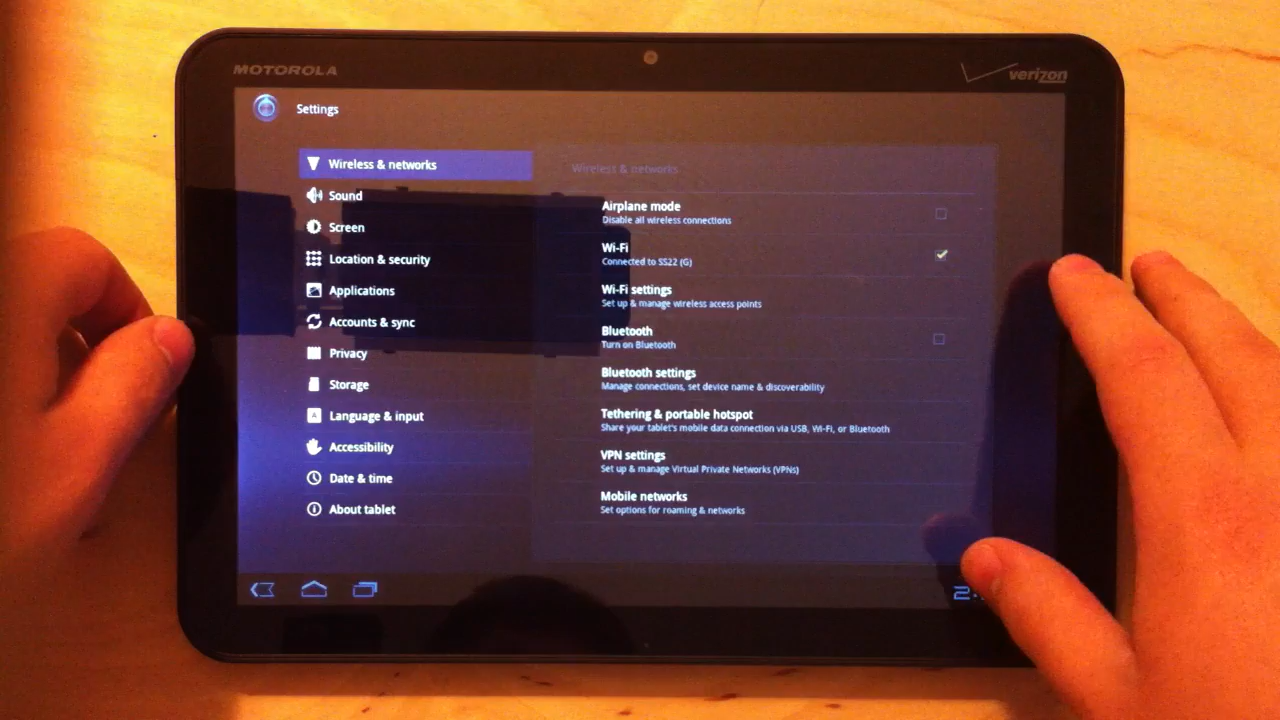 MOTOROLA
verizon
Settings
Wireless & networks
Sound
Screen
Location & security
Applications
Accounts & sync
Privacy
Storage
Language & input
Accessibility
Date & time
About tablet
Wireless & networks
Airplane mode
Disable all wireless connections
Wi-Fi
Connected to SS22 (G)
Wi-Fi settings
Set up & manage wireless access points
Bluetooth
Turn on Bluetooth
Bluetooth settings
Manage connections, set device name & discoverability
Tethering & portable hotspot
Share your tablet's mobile data connection via USB, Wi-Fi, or Bluetooth
VPN settings
Set up & manage Virtual Private Networks (VPNs)
Mobile networks
Set options for roaming & networks